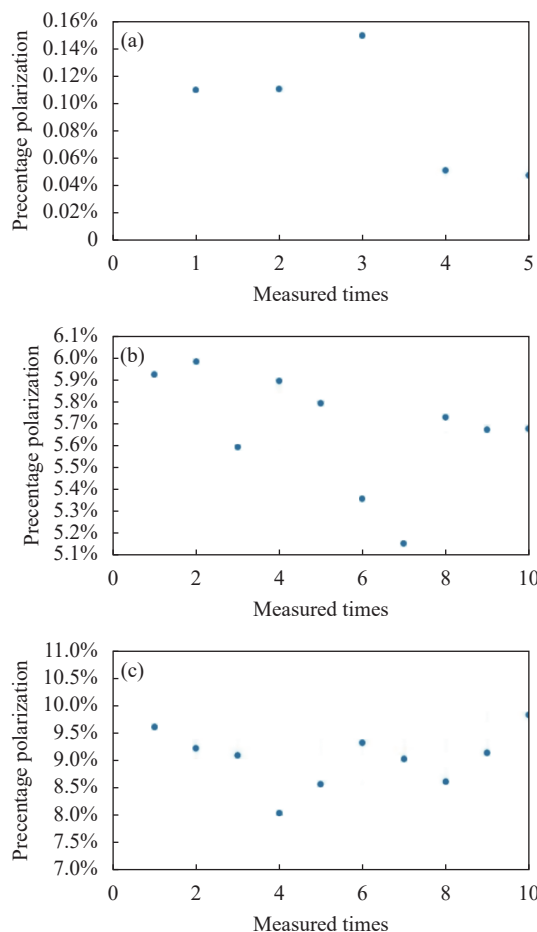 (a)
Precentage polarization
0.16%
0.14%
0.12%
0.10%
0.08%
0.06%
0.04%
0.02%
0
0 1 2 3 4 5
Measured times
(b)
Precentage polarization
6.1%
6.0%
5.9%
5.8%
5.7%
5.6%
5.5%
5.4%
5.3%
5.2%
5.1%
0 2 4 6 8 10
Measured times
(c)
Precentage polarization
11.0%
10.5%
10.0%
9.5%
9.0%
8.5%
8.0%
7.5%
7.0%
0 2 4 6 8 10
Measured times